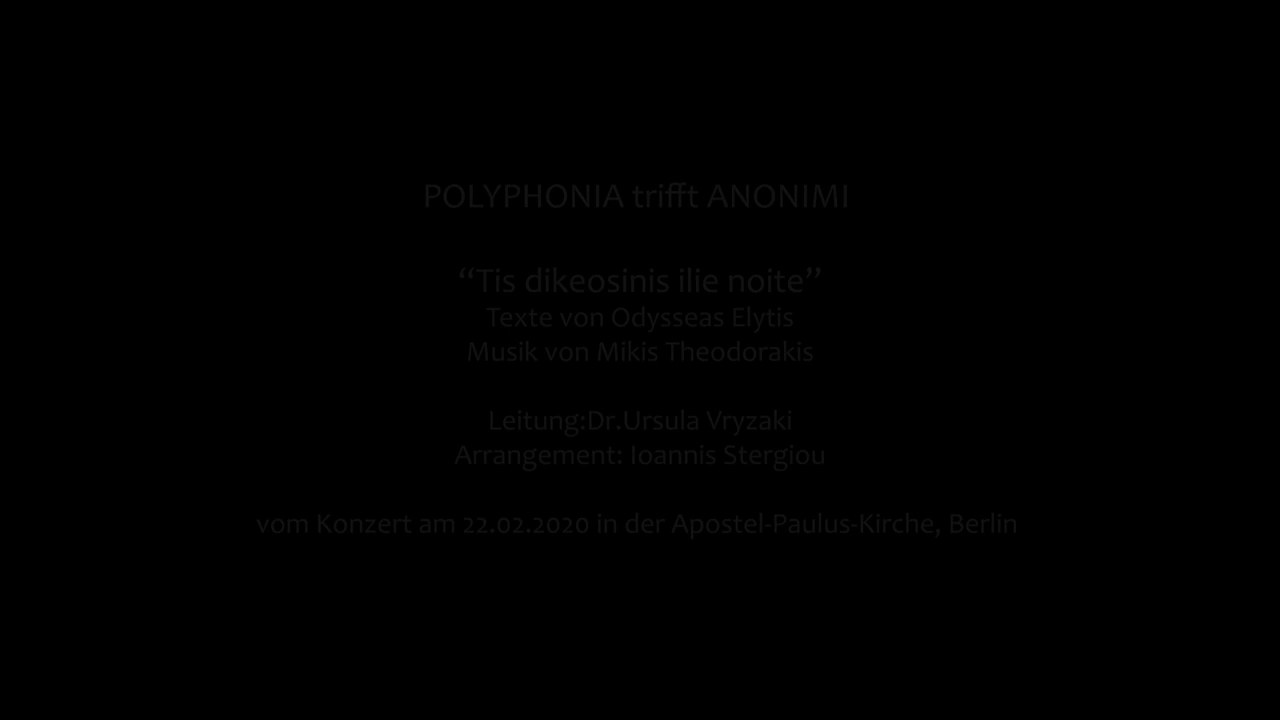 POLYPHONIA trifft ANONIMI
“Tis dikeosinis ilie noite”
Texte von Odysseas Elytis
Musik von Mikis Theodorakis
Leitung:Dr.Ursula Vryzaki
Arrangement: Ioannis Stergiou
vom Konzert am 22.02.2020 in der Apostel-Paulus-Kirche, Berlin